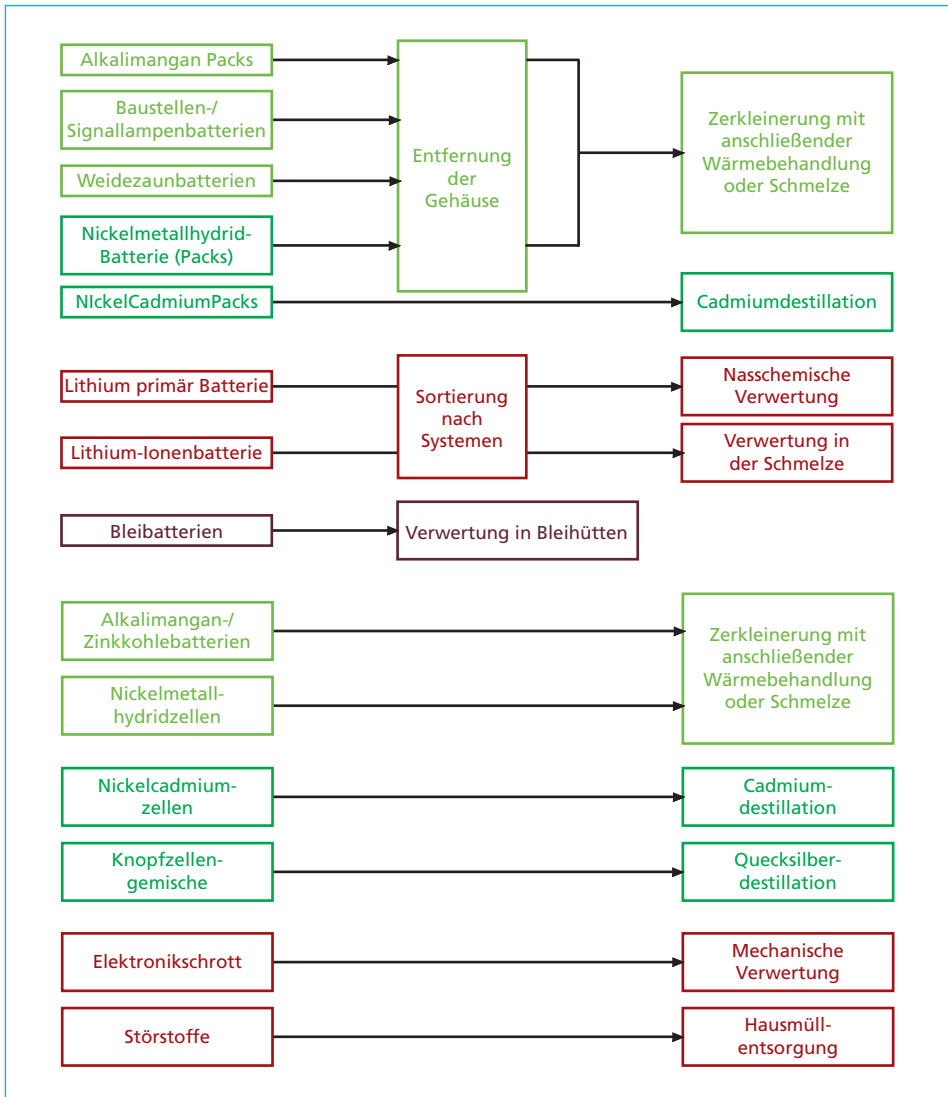 Alkalimangan Packs
Baustellen-/
Signallampenbatterien
Weidezaunbatterien
Nickelmetallhydrid-
Batterie (Packs)
Entfernung
der
Gehäuse
Zerkleinerung mit
anschließender
Wärmebehandlung
oder Schmelze
NIckelCadmiumPacks
Cadmiumdestillation
Lithium primär Batterie
Lithium-Ionenbatterie
Sortierung
nach
Systemen
Nasschemische
Verwertung
Verwertung in
der Schmelze
Bleibatterien
Verwertung in Bleihütten
Alkalimangan-/
Zinkkohlebatterien
Nickelmetall-
hydridzellen
Zerkleinerung mit
anschließender
Wärmebehandlung
oder Schmelze
Nickelcadmium-
zellen
Cadmium-
destillation
Knopfzellen-
gemische
Quecksilber-
destillation
Elektronikschrott
Mechanische
Verwertung
Störstoffe
Hausmüll-
entsorgung